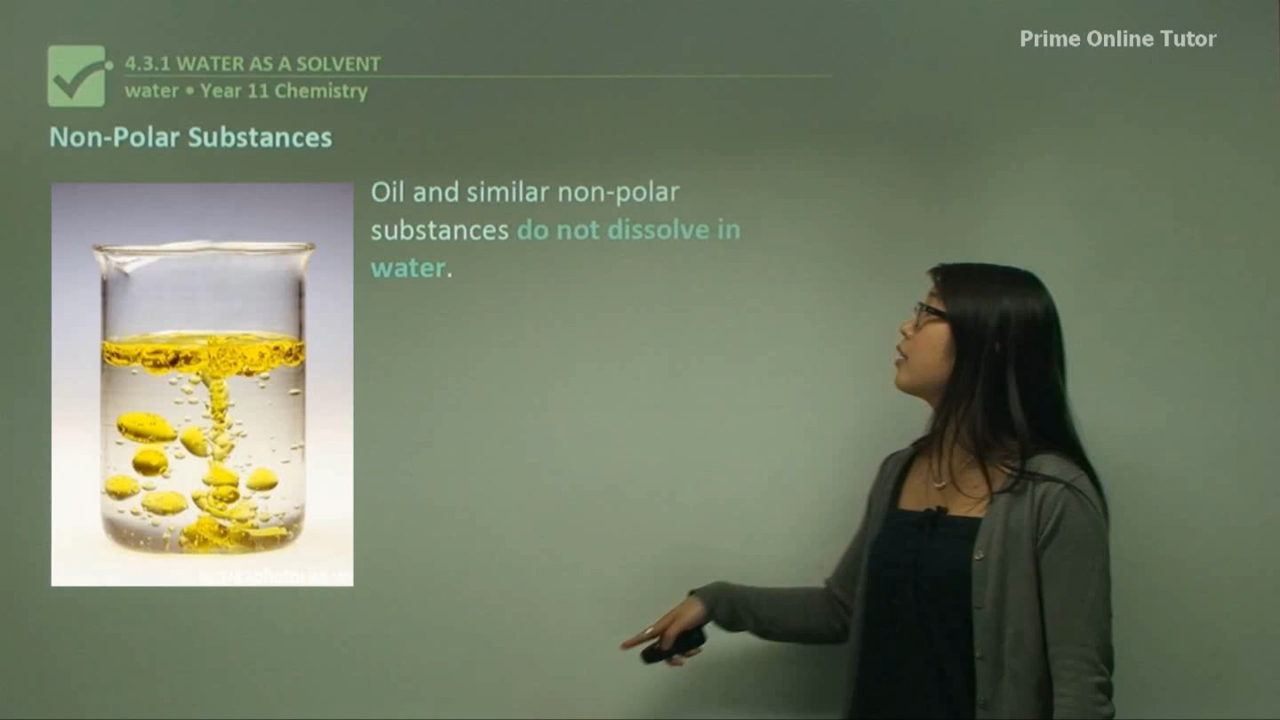 Prime Online Tutor
4.3.1 WATER AS A SOLVENT
water • Year 11 Chemistry
Non-Polar Substances
Oil and similar non-polar
substances do not dissolve in
water.